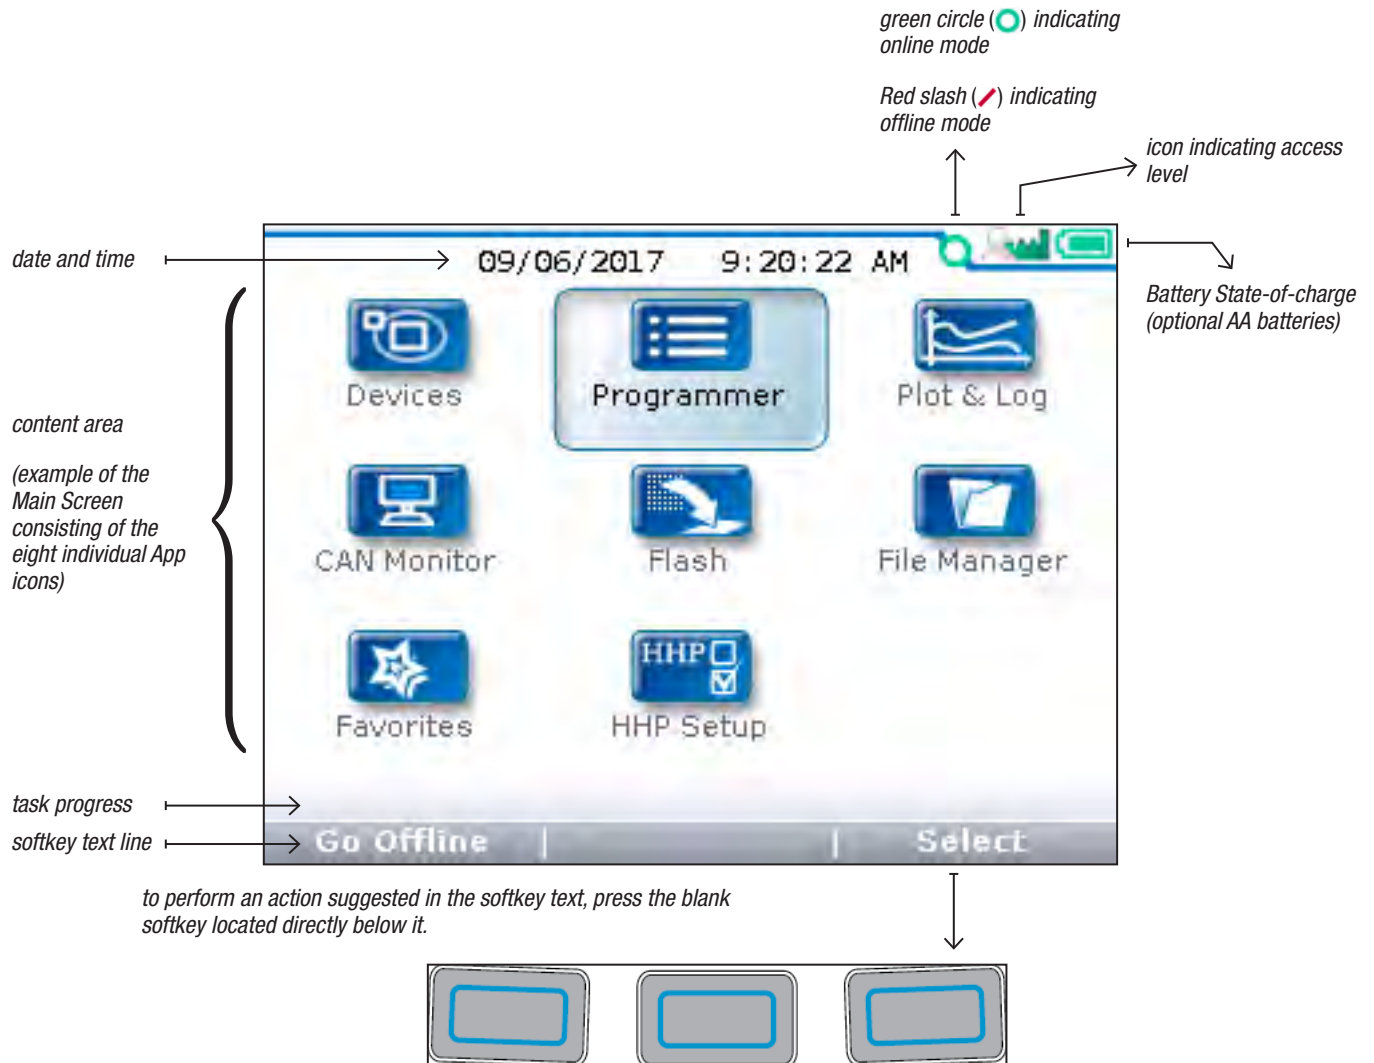 green circle ( ) indicating
online mode
Red slash ( ) indicating
offline mode
icon indicating access
level
date and time
09/06/2017 9:20:22 AM
Battery State-of-charge
(optional AA batteries)
Devices
Programmer
Plot & Log
content area
(example of the
Main Screen
consisting of the
eight individual App
icons)
CAN Monitor
Flash
File Manager
HHP
Favorites
HHP Setup
task progress
softkey text line
Go Offline | | Select
to perform an action suggested in the softkey text, press the blank
softkey located directly below it.